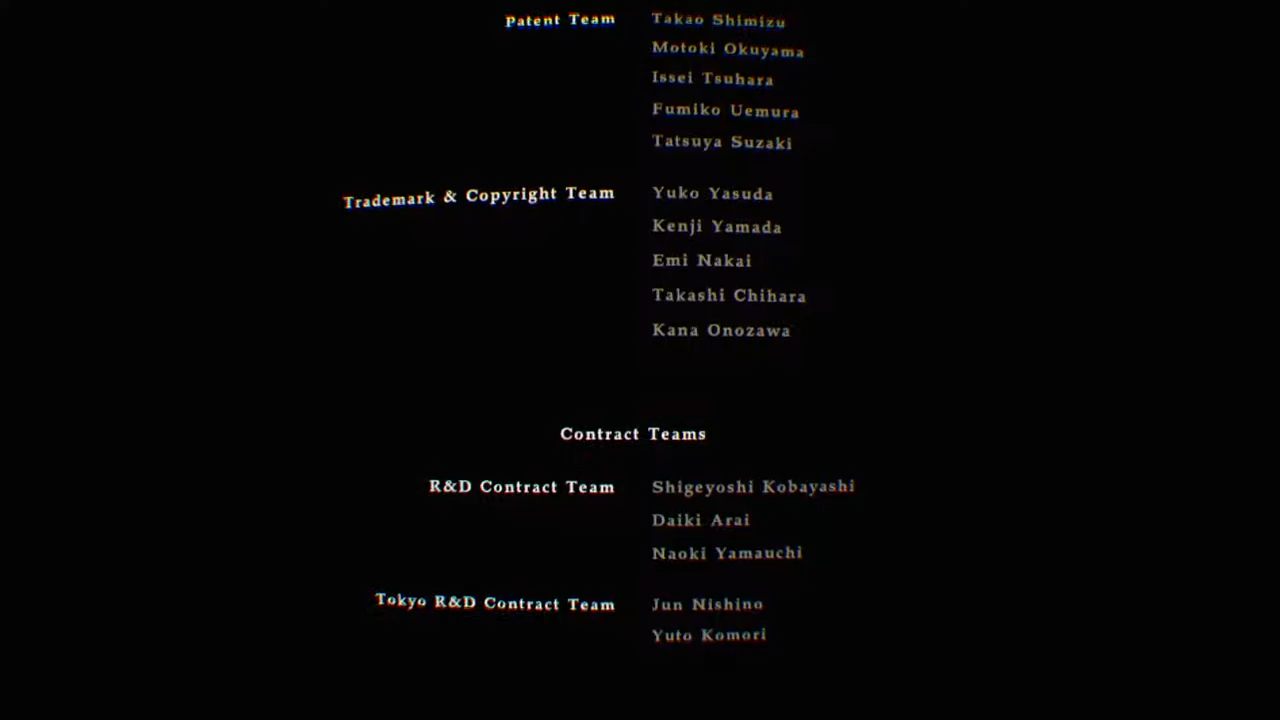 Patent Team Takao Shimizu
Motoki Okuyama
Issei Tsuhara
Fumiko Uemura
Tatsuya Suzaki
Trademark & Copyright Team Yuko Yasuda
Kenji Yamada
Emi Nakai
Takashi Chihara
Kana Onozawa
Contract Teams
R&D Contract Team Shigeyoshi Kobayashi
Daiki Arai
Naoki Yamauchi
Tokyo R&D Contract Team Jun Nishino
Yuto Komori